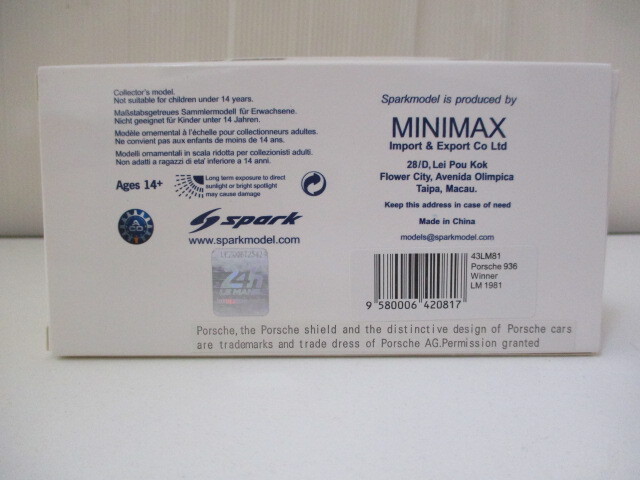 Collector's model.
Not suitable for children under 14 years.
Maßstabsgetreues Sammlermodell für Erwachsene.
Nicht geeignet für Kinder unter 14 Jahren.
Modèle ornemental à l'échelle pour collectionneurs adultes.
Ne convient pas aux enfants de moins de 14 ans.
Modelli ornamentali in scala ridotta per collezionisti adulti.
Non adatti a ragazzi di eta' inferiore a 14 anni.
Ages 14+
Long term exposure to direct
sunlight or bright spotlight
may cause damage
spark
www.sparkmodel.com
24h
LE MANS
Sparkmodel is produced by
MINIMAX
Import & Export Co Ltd
28/D, Lei Pou Kok
Flower City, Avenida Olimpica
Taipa, Macau.
Keep this address in case of need
Made in China
models@sparkmodel.com
43LM81
Porsche 936
Winner
LM 1981
9 580006 420817
Porsche, the Porsche shield and the distinctive design of Porsche cars
are trademarks and trade dress of Porsche AG.Permission granted